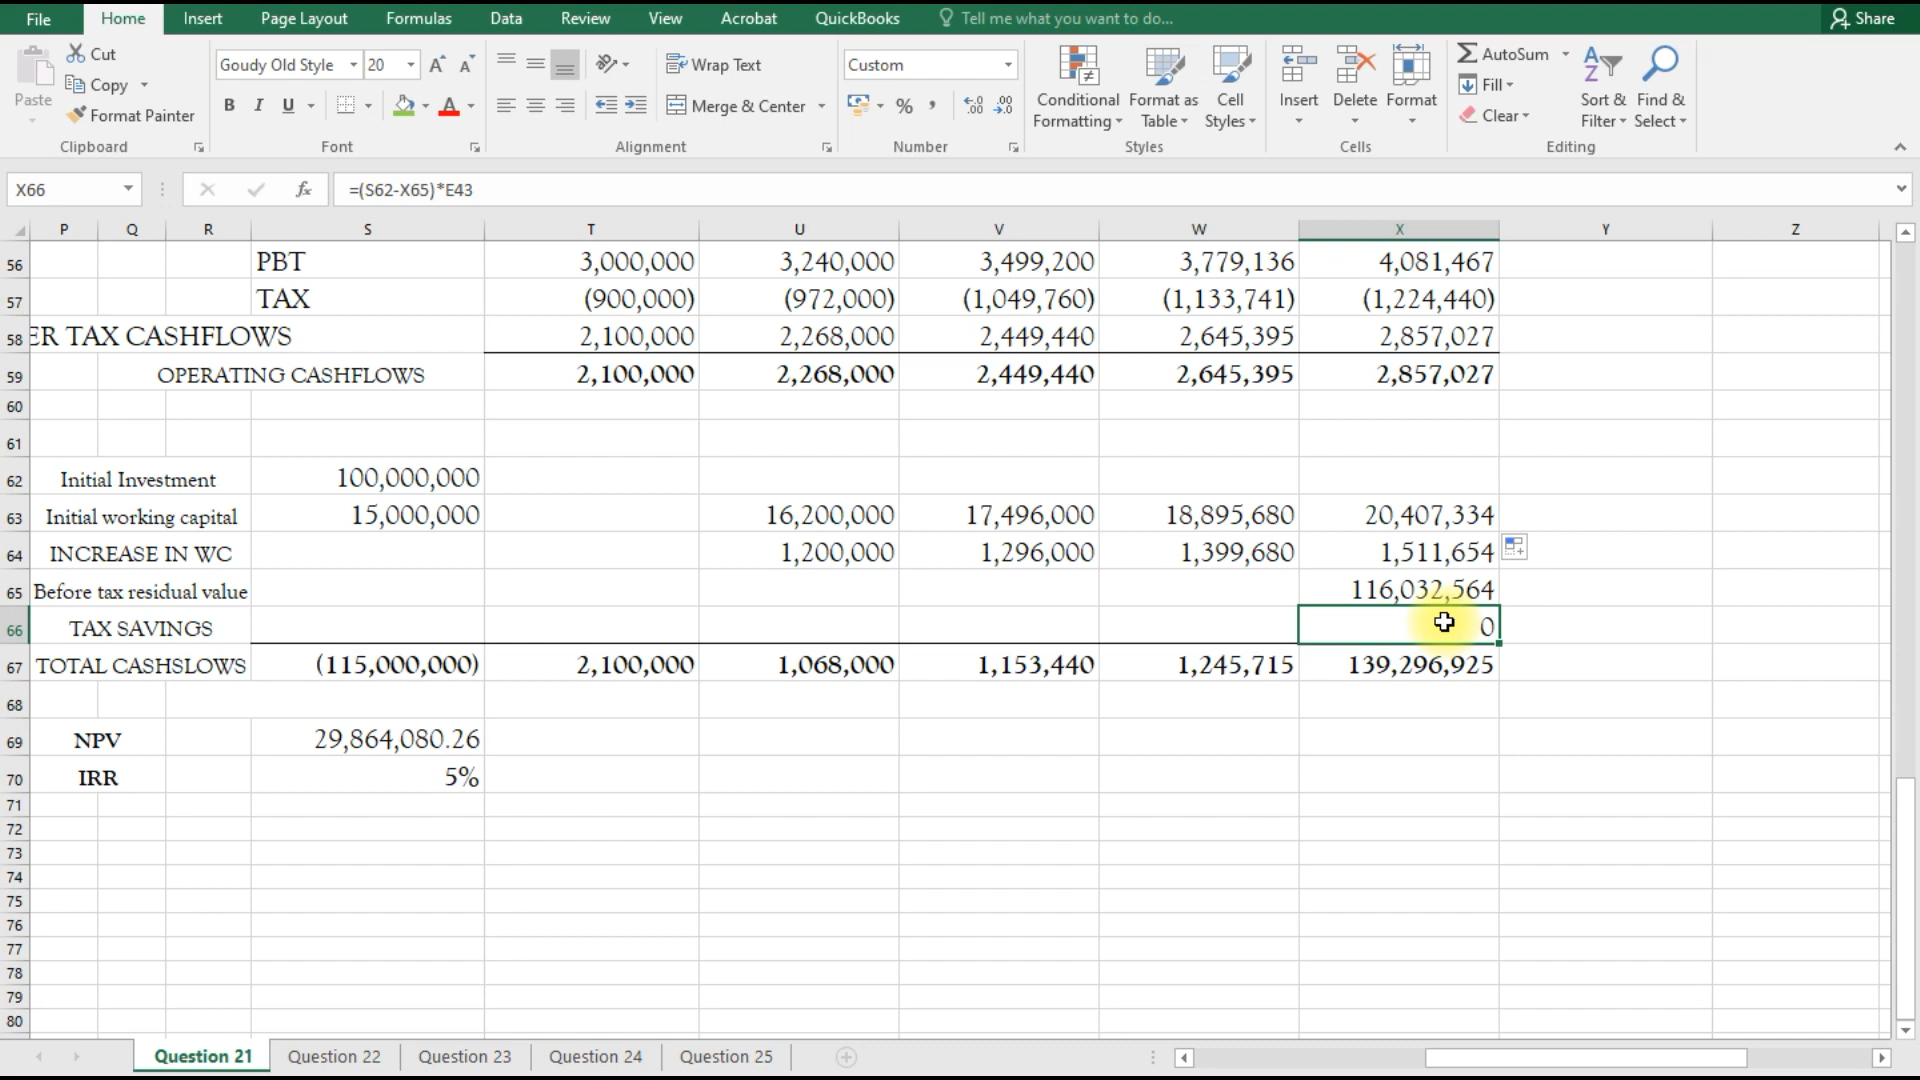 File Home Insert Page Layout Formulas Data Review View Acrobat QuickBooks Tell me what you want to do... Share
Paste Cut Copy Format Painter
Clipboard
Goudy Old Style 20 A A
B I U A
Font
Wrap Text
Merge & Center
Alignment
Custom
% , .0 .00 .00 .0
Number
Conditional Formatting Format as Table Cell Styles
Styles
Insert Delete Format
Cells
AutoSum Fill Clear Sort & Filter Find & Select
Editing
X66 fx =(S62-X65)*E43
P Q R S T U V W X Y Z
56 PBT 3,000,000 3,240,000 3,499,200 3,779,136 4,081,467
57 TAX (900,000) (972,000) (1,049,760) (1,133,741) (1,224,440)
58 ER TAX CASHFLOWS 2,100,000 2,268,000 2,449,440 2,645,395 2,857,027
59 OPERATING CASHFLOWS 2,100,000 2,268,000 2,449,440 2,645,395 2,857,027
60
61
62 Initial Investment 100,000,000
63 Initial working capital 15,000,000 16,200,000 17,496,000 18,895,680 20,407,334
64 INCREASE IN WC 1,200,000 1,296,000 1,399,680 1,511,654
65 Before tax residual value 116,032,564
66 TAX SAVINGS 0
67 TOTAL CASHSLOWS (115,000,000) 2,100,000 1,068,000 1,153,440 1,245,715 139,296,925
68
69 NPV 29,864,080.26
70 IRR 5%
71
72
73
74
75
76
77
78
79
80
Question 21 Question 22 Question 23 Question 24 Question 25